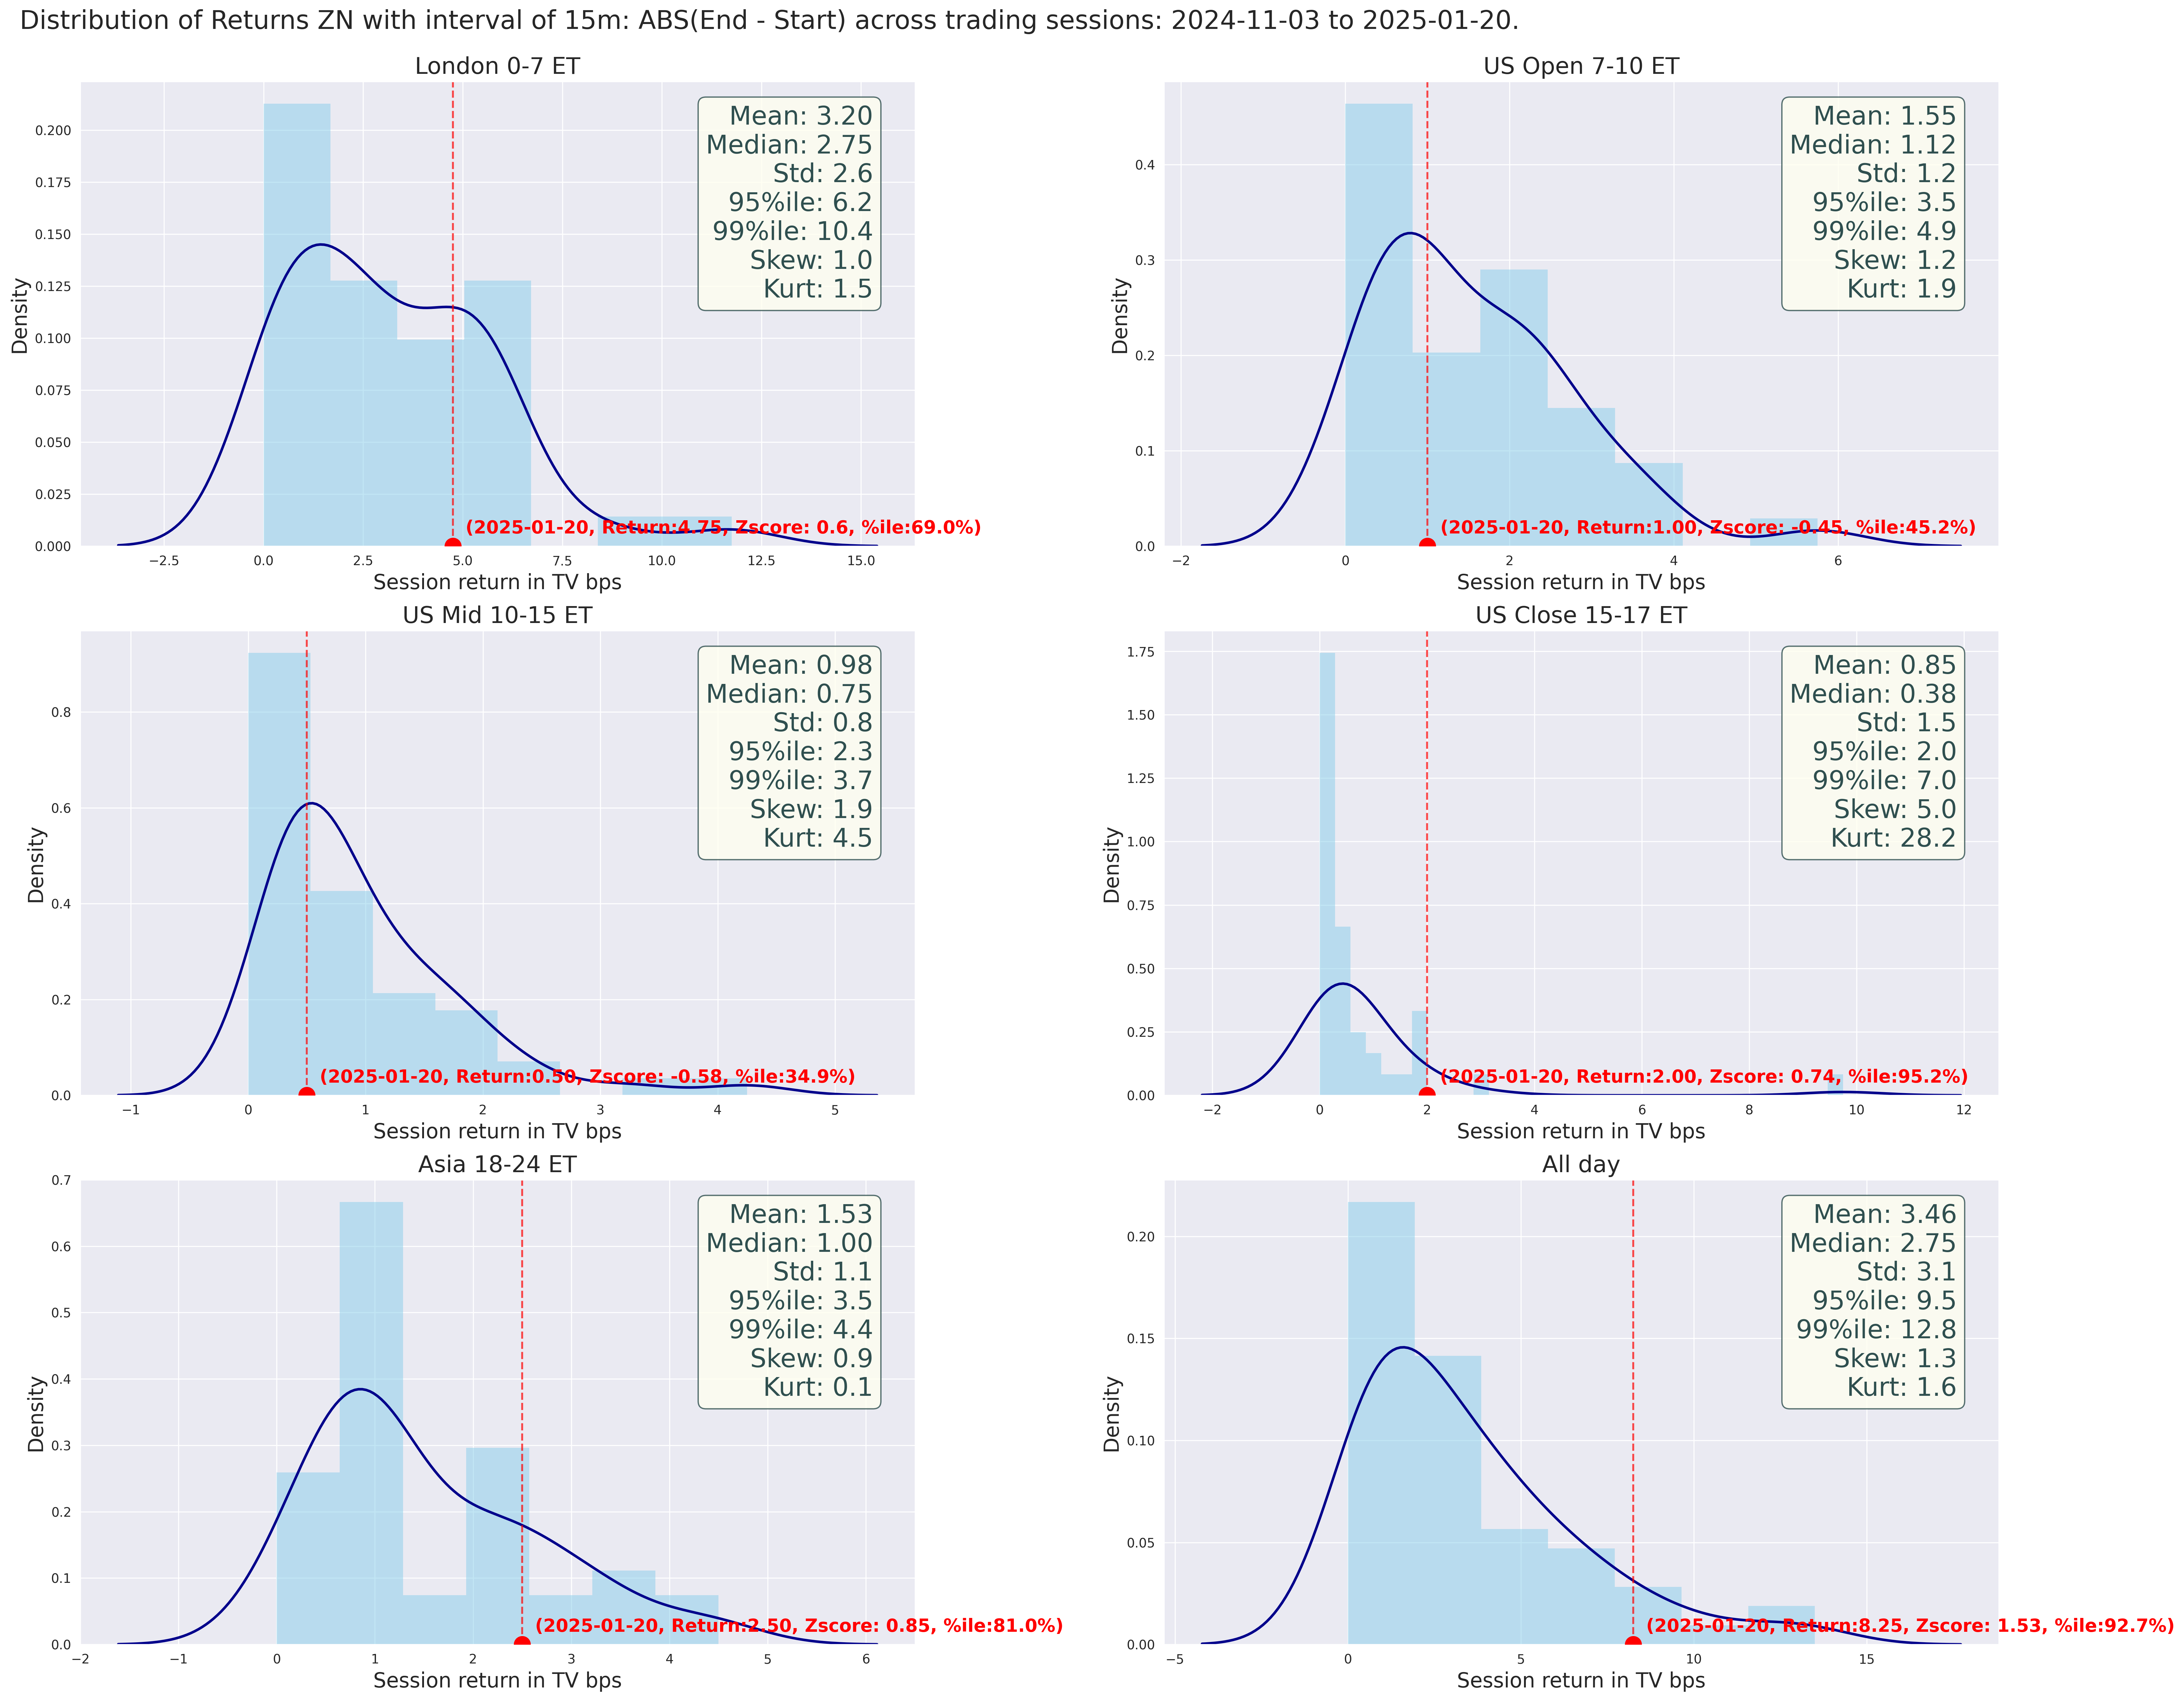 Distribution of Returns ZN with interval of 15m: ABS(End - Start) across trading sessions: 2024-11-03 to 2025-01-20.
London 0-7 ET
Density
0.200
0.175
0.150
0.125
0.100
0.075
0.050
0.025
0.000
Mean: 3.20
Median: 2.75
Std: 2.6
95%ile: 6.2
99%ile: 10.4
Skew: 1.0
Kurt: 1.5
(2025-01-20, Return:4.75, Zscore: 0.6, %ile:69.0%)
−2.5 0.0 2.5 5.0 7.5 10.0 12.5 15.0
Session return in TV bps
US Open 7-10 ET
Density
0.4
0.3
0.2
0.1
0.0
Mean: 1.55
Median: 1.12
Std: 1.2
95%ile: 3.5
99%ile: 4.9
Skew: 1.2
Kurt: 1.9
(2025-01-20, Return:1.00, Zscore: -0.45, %ile:45.2%)
−2 0 2 4 6
Session return in TV bps
US Mid 10-15 ET
Density
0.8
0.6
0.4
0.2
0.0
Mean: 0.98
Median: 0.75
Std: 0.8
95%ile: 2.3
99%ile: 3.7
Skew: 1.9
Kurt: 4.5
(2025-01-20, Return:0.50, Zscore: -0.58, %ile:34.9%)
−1 0 1 2 3 4 5
Session return in TV bps
US Close 15-17 ET
Density
1.75
1.50
1.25
1.00
0.75
0.50
0.25
0.00
Mean: 0.85
Median: 0.38
Std: 1.5
95%ile: 2.0
99%ile: 7.0
Skew: 5.0
Kurt: 28.2
(2025-01-20, Return:2.00, Zscore: 0.74, %ile:95.2%)
−2 0 2 4 6 8 10 12
Session return in TV bps
Asia 18-24 ET
Density
0.7
0.6
0.5
0.4
0.3
0.2
0.1
0.0
Mean: 1.53
Median: 1.00
Std: 1.1
95%ile: 3.5
99%ile: 4.4
Skew: 0.9
Kurt: 0.1
(2025-01-20, Return:2.50, Zscore: 0.85, %ile:81.0%)
−2 −1 0 1 2 3 4 5 6
Session return in TV bps
All day
Density
0.20
0.15
0.10
0.05
0.00
Mean: 3.46
Median: 2.75
Std: 3.1
95%ile: 9.5
99%ile: 12.8
Skew: 1.3
Kurt: 1.6
(2025-01-20, Return:8.25, Zscore: 1.53, %ile:92.7%)
−5 0 5 10 15
Session return in TV bps